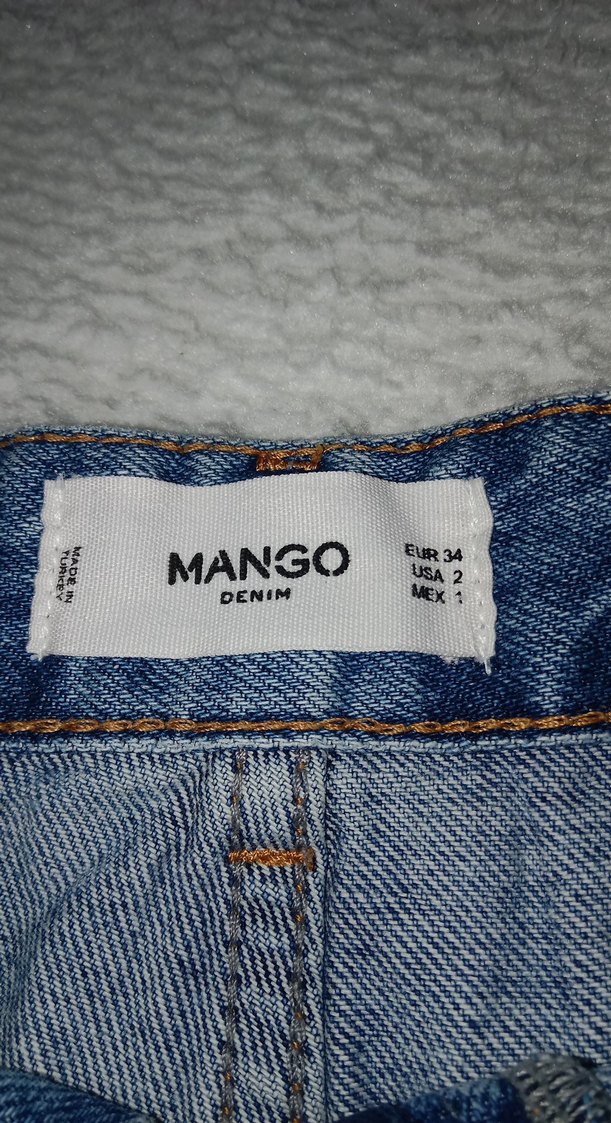 MADE IN
TURKEY
MANGO
DENIM
EUR 34
USA 2
MEX 1